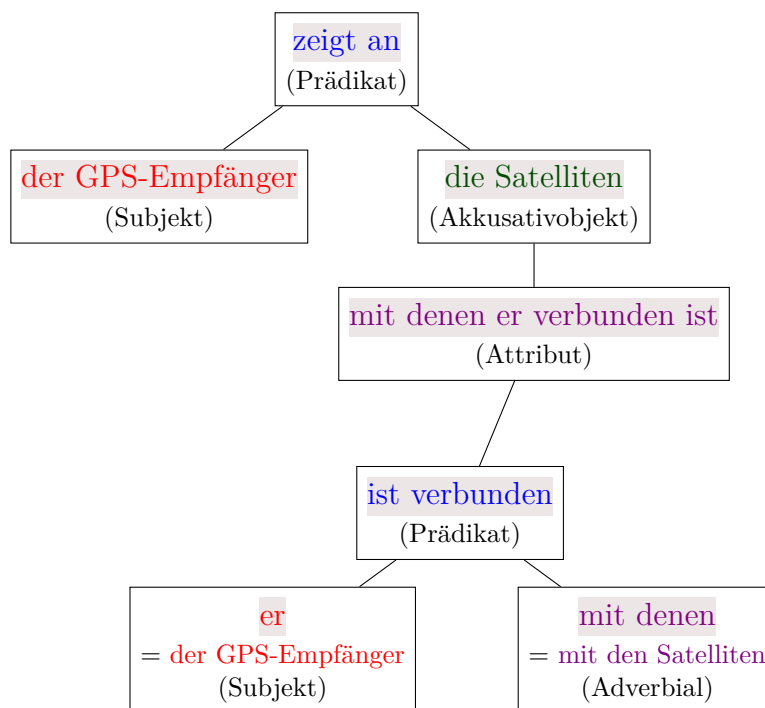 zeigt an
(Prädikat)
der GPS-Empfänger
(Subjekt)
die Satelliten
(Akkusativobjekt)
mit denen er verbunden ist
(Attribut)
ist verbunden
(Prädikat)
er
= der GPS-Empfänger
(Subjekt)
mit denen
= mit den Satelliten
(Adverbial)